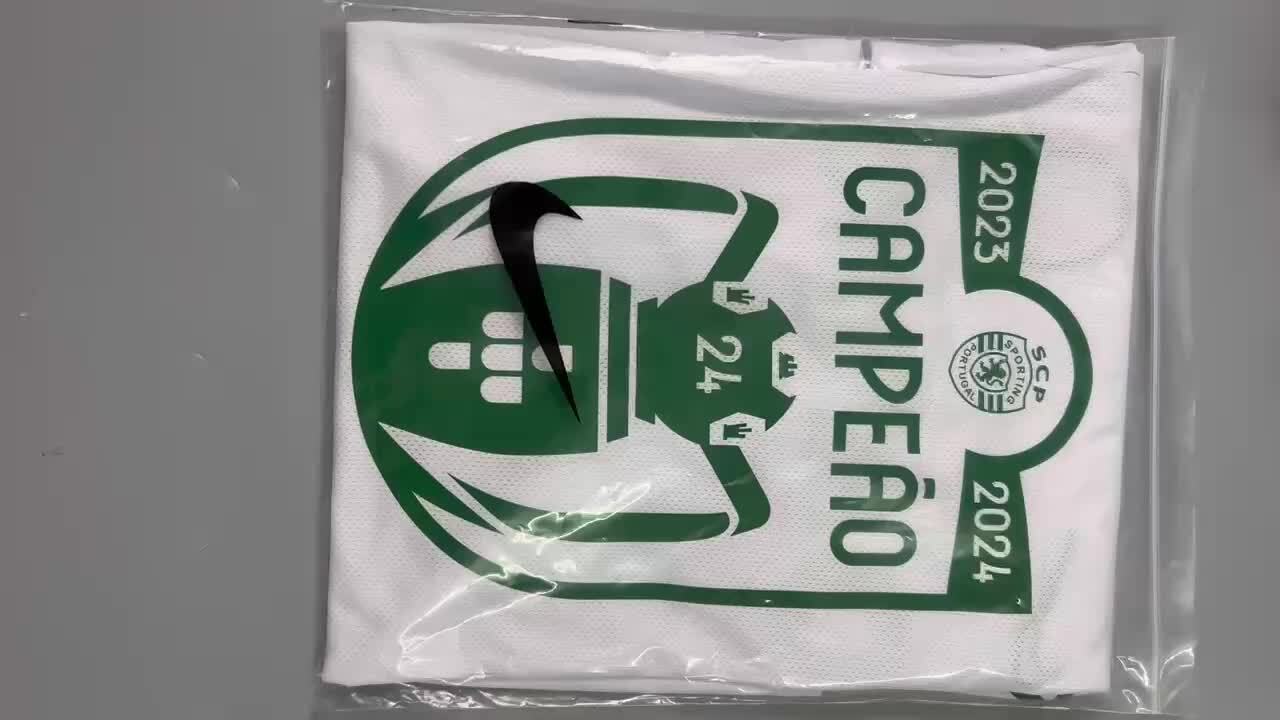 SCP
SPORTING
PORTUGAL
2023 2024
CAMPEÃO
24